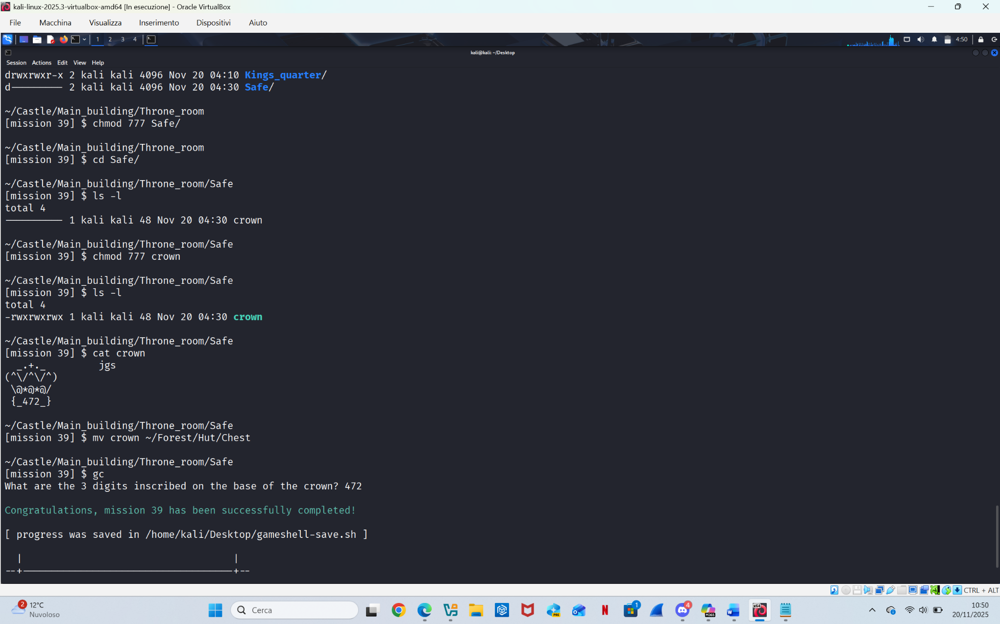 kali-linux-2025.3-virtualbox-amd64 [In esecuzione] - Oracle VirtualBox
File Macchina Visualizza Inserimento Dispositivi Aiuto
1 2 3 4 4:50
kali@kali: ~/Desktop
Session Actions Edit View Help
drwxrwxr-x 2 kali kali 4096 Nov 20 04:10 Kings_quarter/
d--------- 2 kali kali 4096 Nov 20 04:30 Safe/
~/Castle/Main_building/Throne_room
[mission 39] $ chmod 777 Safe/
~/Castle/Main_building/Throne_room
[mission 39] $ cd Safe/
~/Castle/Main_building/Throne_room/Safe
[mission 39] $ ls -l
total 4
---------- 1 kali kali 48 Nov 20 04:30 crown
~/Castle/Main_building/Throne_room/Safe
[mission 39] $ chmod 777 crown
~/Castle/Main_building/Throne_room/Safe
[mission 39] $ ls -l
total 4
-rwxrwxrwx 1 kali kali 48 Nov 20 04:30 crown
~/Castle/Main_building/Throne_room/Safe
[mission 39] $ cat crown
  _.+._         jgs
(^\/^\/^)
 \@*@*@/
 {_472_}
~/Castle/Main_building/Throne_room/Safe
[mission 39] $ mv crown ~/Forest/Hut/Chest
~/Castle/Main_building/Throne_room/Safe
[mission 39] $ gc
What are the 3 digits inscribed on the base of the crown? 472
Congratulations, mission 39 has been successfully completed!
[ progress was saved in /home/kali/Desktop/gameshell-save.sh ]
  |                                     |
--+-------------------------------------+--
CTRL + ALT
2 12°C
Nuvoloso
Cerca
PRE
N
1
4
M365
W
x64
10:50
20/11/2025